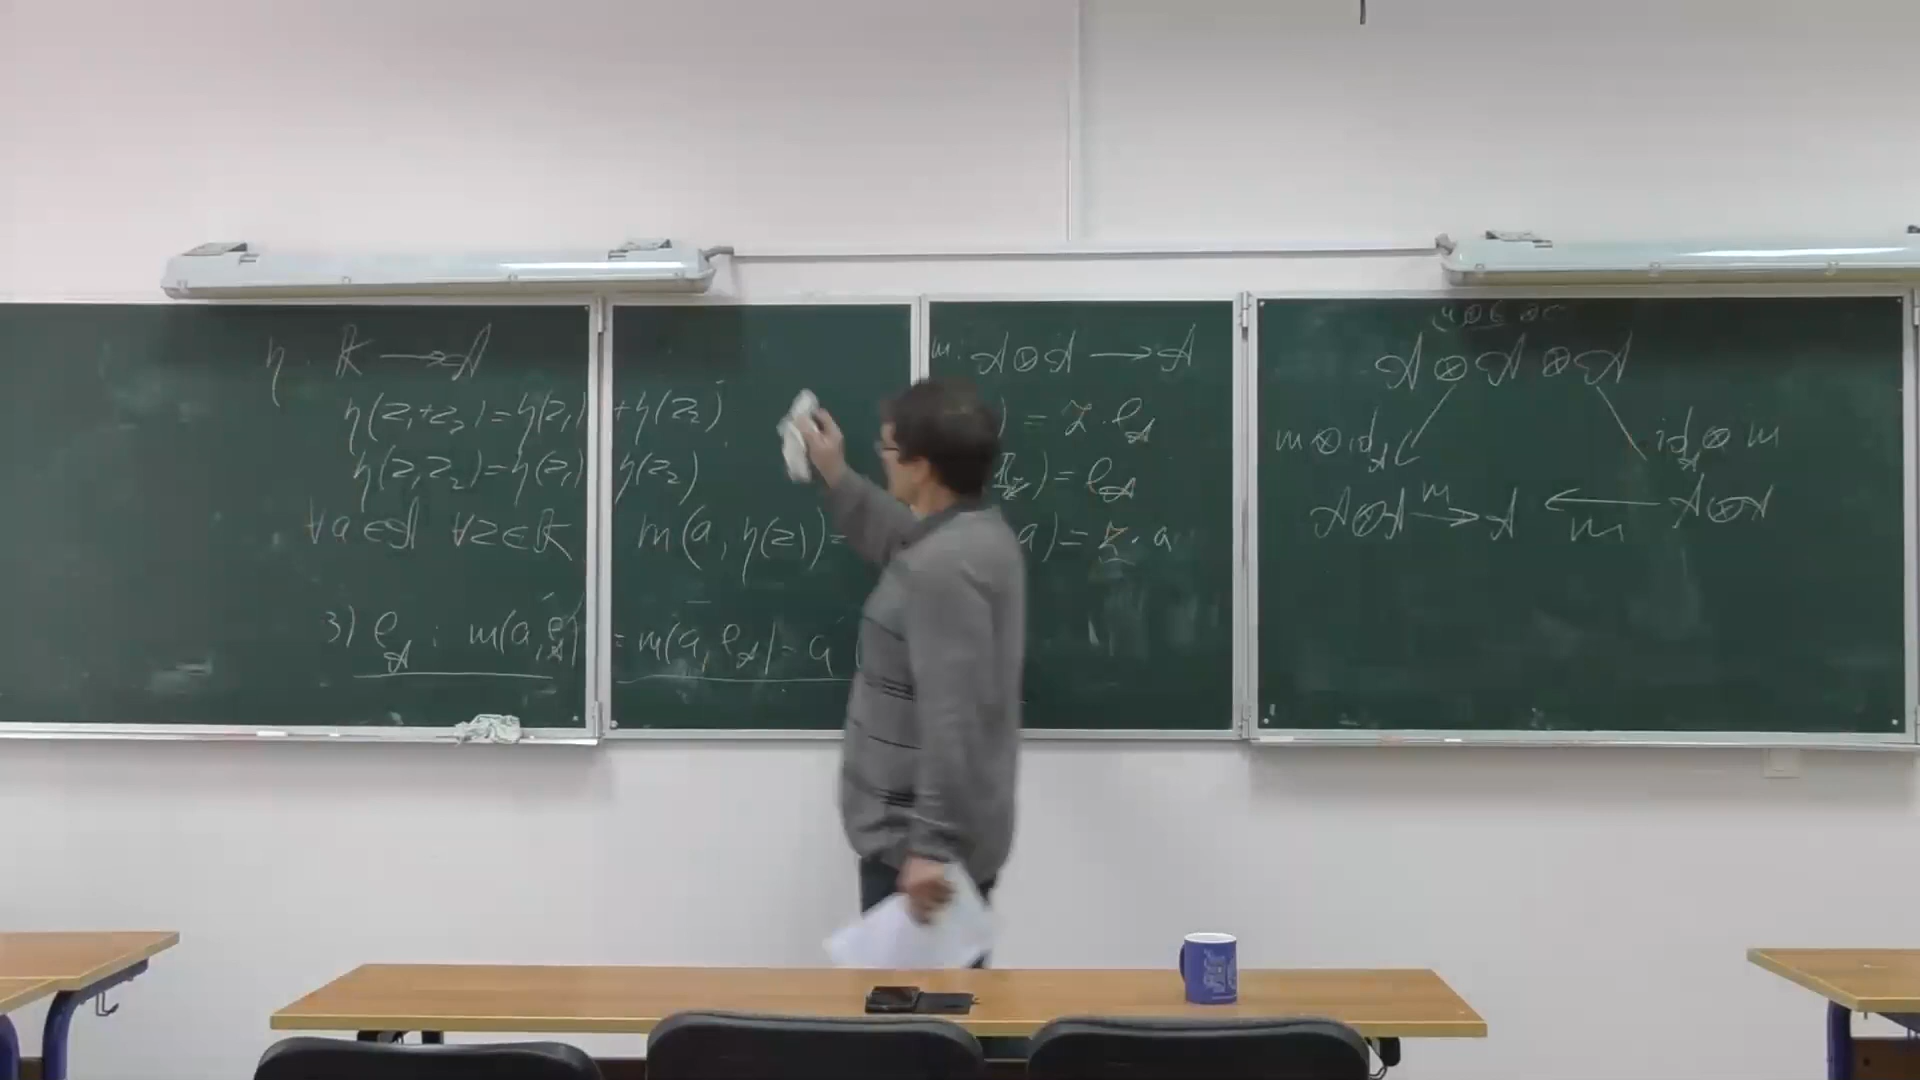 η : 𝕂 → 𝒜
η(z₁+z₂) = η(z₁) + η(z₂)
η(z₁z₂) = η(z₁) η(z₂)
∀a∈𝒜 ∀z∈𝕂 m(a, η(z)) =
3) e_𝒜 : m(a, e_𝒜) = m(a, e_𝒜) = a
m: 𝒜⊗𝒜 → 𝒜
) = z · e_𝒜
) = e_𝒜
a) = z · a
𝒜 ⊗ 𝒜 ⊗ 𝒜
m⊗id_𝒜 id_𝒜⊗m
𝒜⊗𝒜 m→ 𝒜 ←m 𝒜⊗𝒜